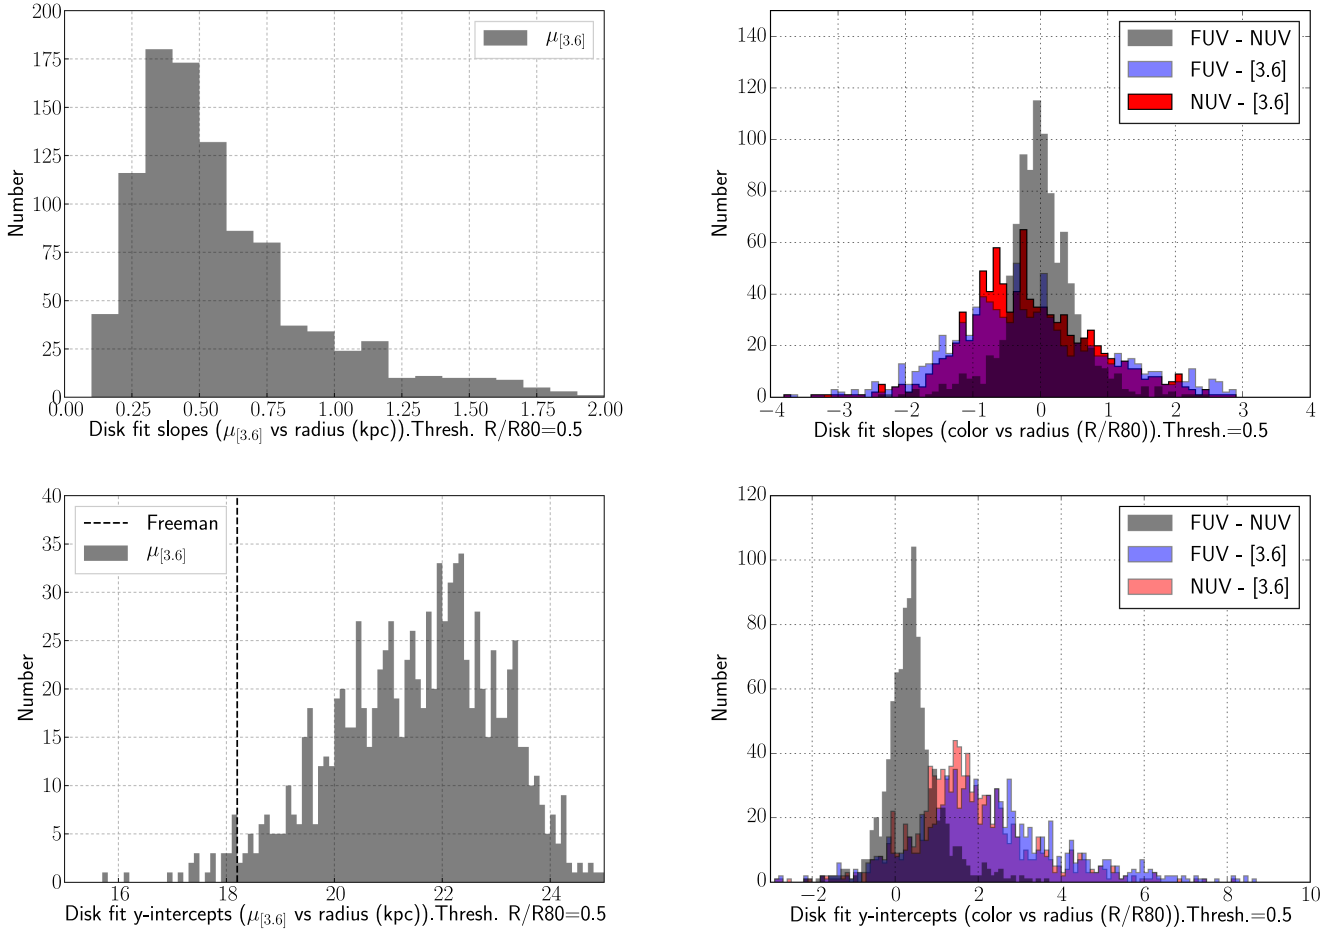 200
175
150
125
100
75
50
25
0
Number
μ[3.6]
0.00 0.25 0.50 0.75 1.00 1.25 1.50 1.75 2.00
Disk fit slopes (μ[3.6] vs radius (kpc)).Thresh. R/R80=0.5
140
120
100
80
60
40
20
0
Number
FUV - NUV
FUV - [3.6]
NUV - [3.6]
−4 −3 −2 −1 0 1 2 3 4
Disk fit slopes (color vs radius (R/R80)).Thresh.=0.5
40
35
30
25
20
15
10
5
0
Number
Freeman
μ[3.6]
16 18 20 22 24
Disk fit y-intercepts (μ[3.6] vs radius (kpc)).Thresh. R/R80=0.5
120
100
80
60
40
20
0
Number
FUV - NUV
FUV - [3.6]
NUV - [3.6]
−2 0 2 4 6 8 10
Disk fit y-intercepts (color vs radius (R/R80)).Thresh.=0.5